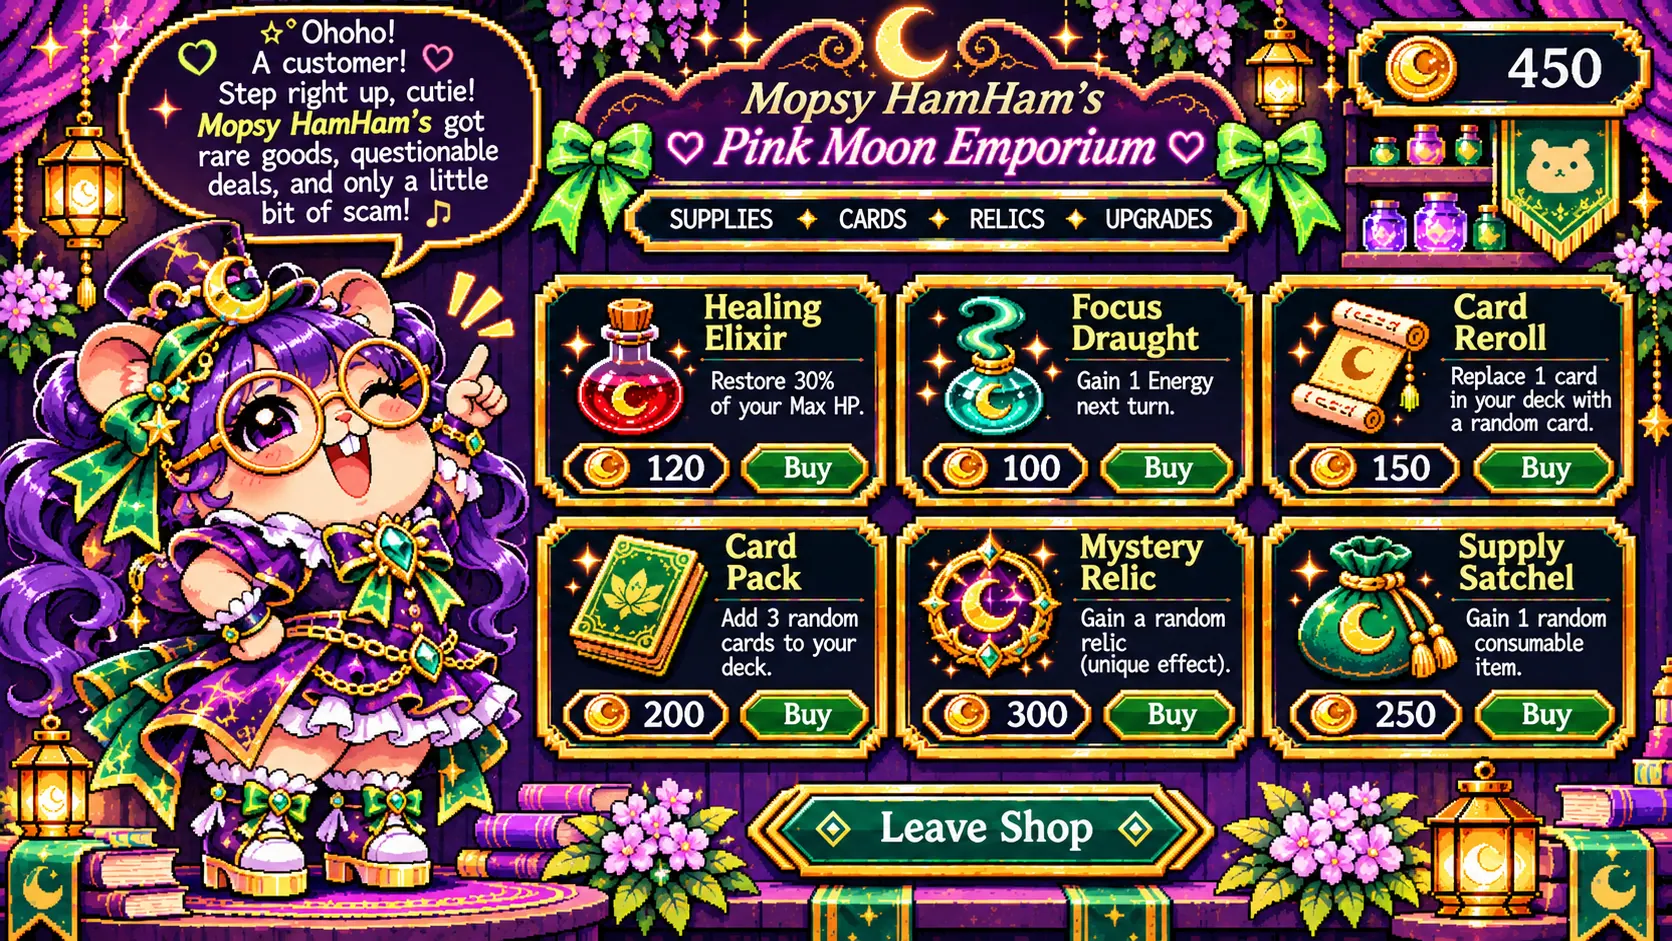 ☆° Ohoho!
A customer! ♡
Step right up, cutie!
Mopsy HamHam's got
rare goods, questionable
deals, and only a little
bit of scam! ♫
Mopsy HamHam's
♡ Pink Moon Emporium ♡
SUPPLIES ✦ CARDS ✦ RELICS ✦ UPGRADES
450
Healing
Elixir
Restore 30%
of your Max HP.
120
Buy
Focus
Draught
Gain 1 Energy
next turn.
100
Buy
Card
Reroll
Replace 1 card
in your deck with
a random card.
150
Buy
Card
Pack
Add 3 random
cards to your
deck.
200
Buy
Mystery
Relic
Gain a random
relic
(unique effect).
300
Buy
Supply
Satchel
Gain 1 random
consumable
item.
250
Buy
Leave Shop